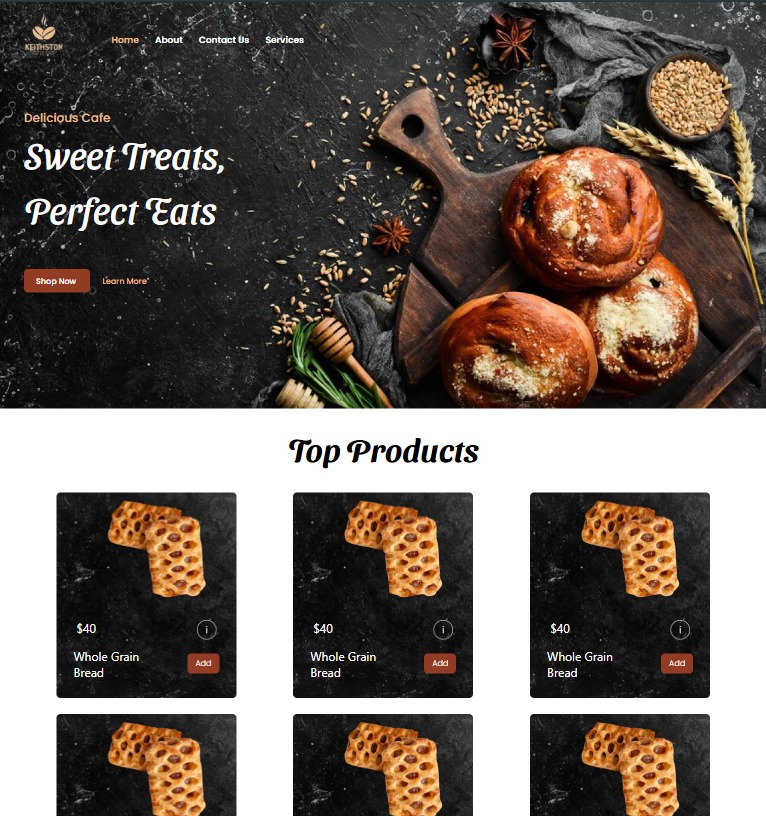 KEITHSTON
Home About Contact Us Services
Delicious Cafe
Sweet Treats,
Perfect Eats
Shop Now Learn More
Top Products
$40 i
Whole Grain
Bread
Add
$40 i
Whole Grain
Bread
Add
$40 i
Whole Grain
Bread
Add